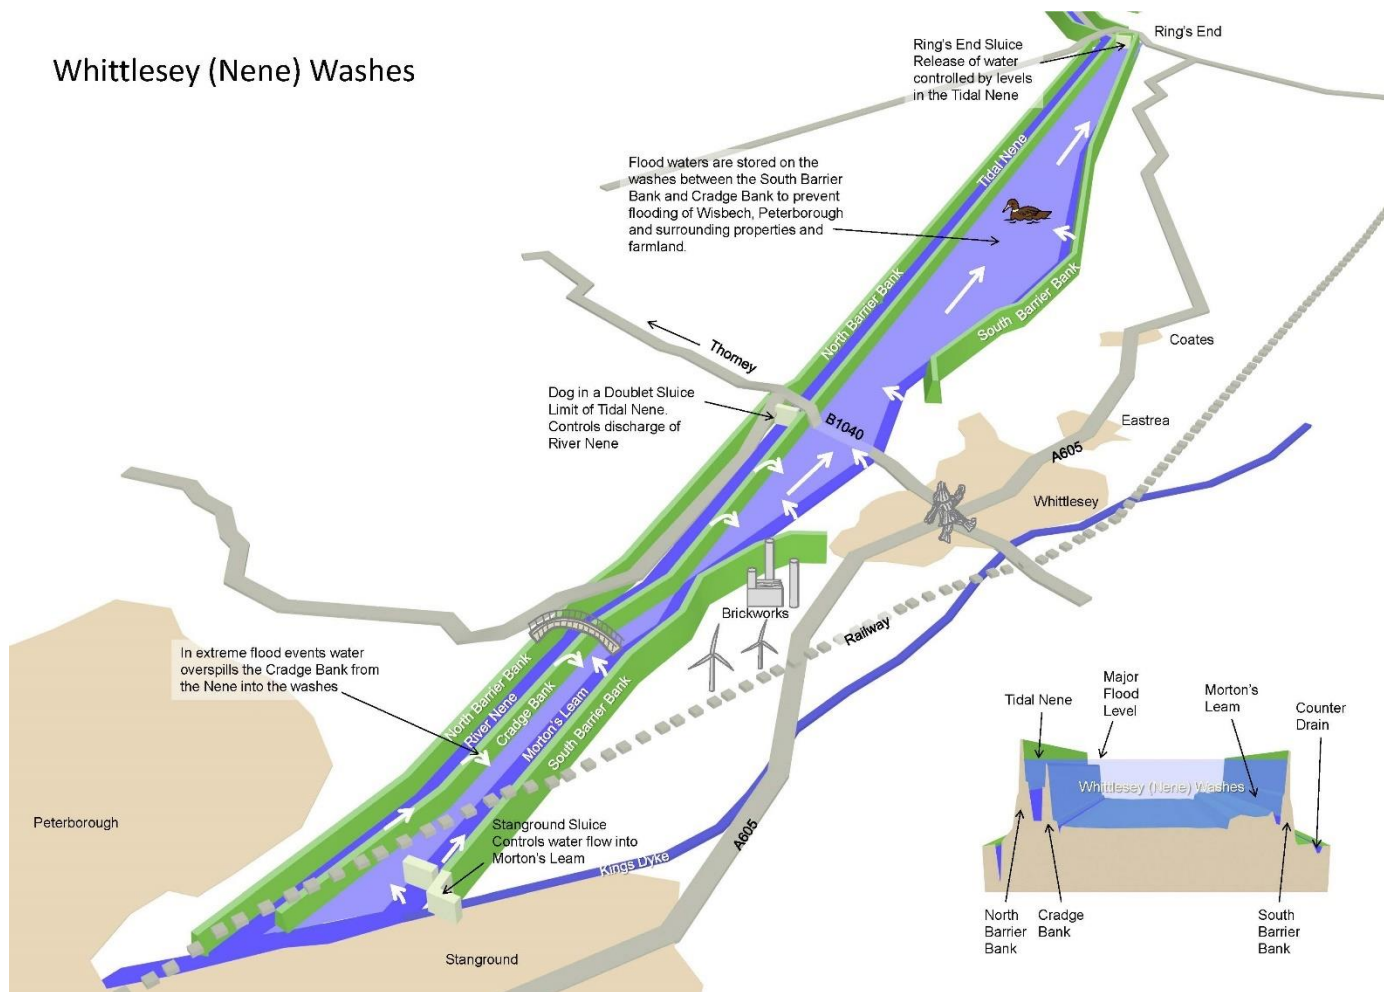 Whittlesey (Nene) Washes
Ring's End
Ring's End Sluice
Release of water
controlled by levels
in the Tidal Nene
Flood waters are stored on the
washes between the South Barrier
Bank and Cradge Bank to prevent
flooding of Wisbech, Peterborough
and surrounding properties and
farmland.
Tidal Nene
North Barrier Bank
South Barrier Bank
Thorney
Coates
Dog in a Doublet Sluice
Limit of Tidal Nene.
Controls discharge of
River Nene
B1040
Eastrea
A605
Whittlesey
Brickworks
Railway
In extreme flood events water
overspills the Cradge Bank from
the Nene into the washes
North Barrier Bank
River Nene
Cradge Bank
Morton's Leam
South Barrier Bank
Peterborough
Stanground Sluice
Controls water flow into
Morton's Leam
Kings Dyke
A605
Stanground
Tidal Nene
Major
Flood
Level
Morton's
Leam
Counter
Drain
Whittlesey (Nene) Washes
North
Barrier
Bank
Cradge
Bank
South
Barrier
Bank